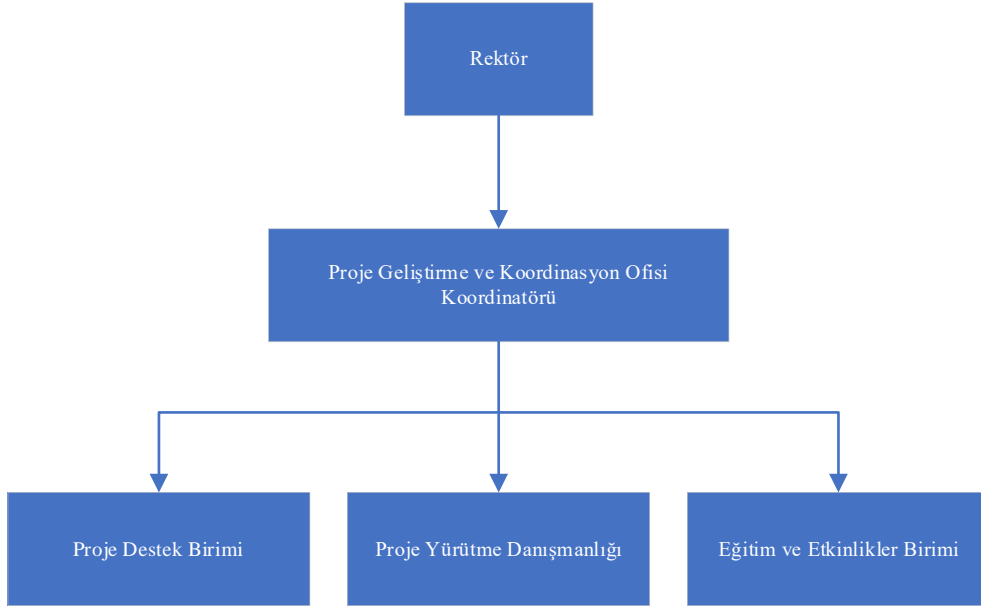 Rektör
Proje Geliştirme ve Koordinasyon Ofisi
Koordinatörü
Proje Destek Birimi
Proje Yürütme Danışmanlığı
Eğitim ve Etkinlikler Birimi